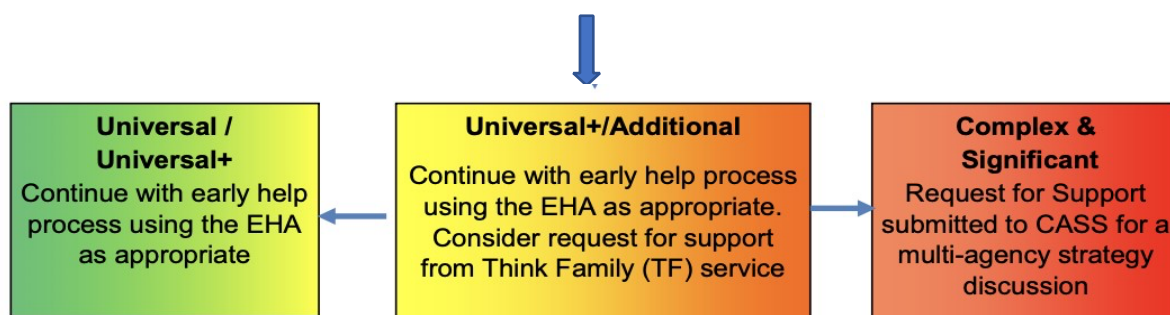 Universal /
Universal+
Continue with early help
process using the EHA
as appropriate
Universal+/Additional
Continue with early help process
using the EHA as appropriate.
Consider request for support
from Think Family (TF) service
Complex &
Significant
Request for Support
submitted to CASS for a
multi-agency strategy
discussion